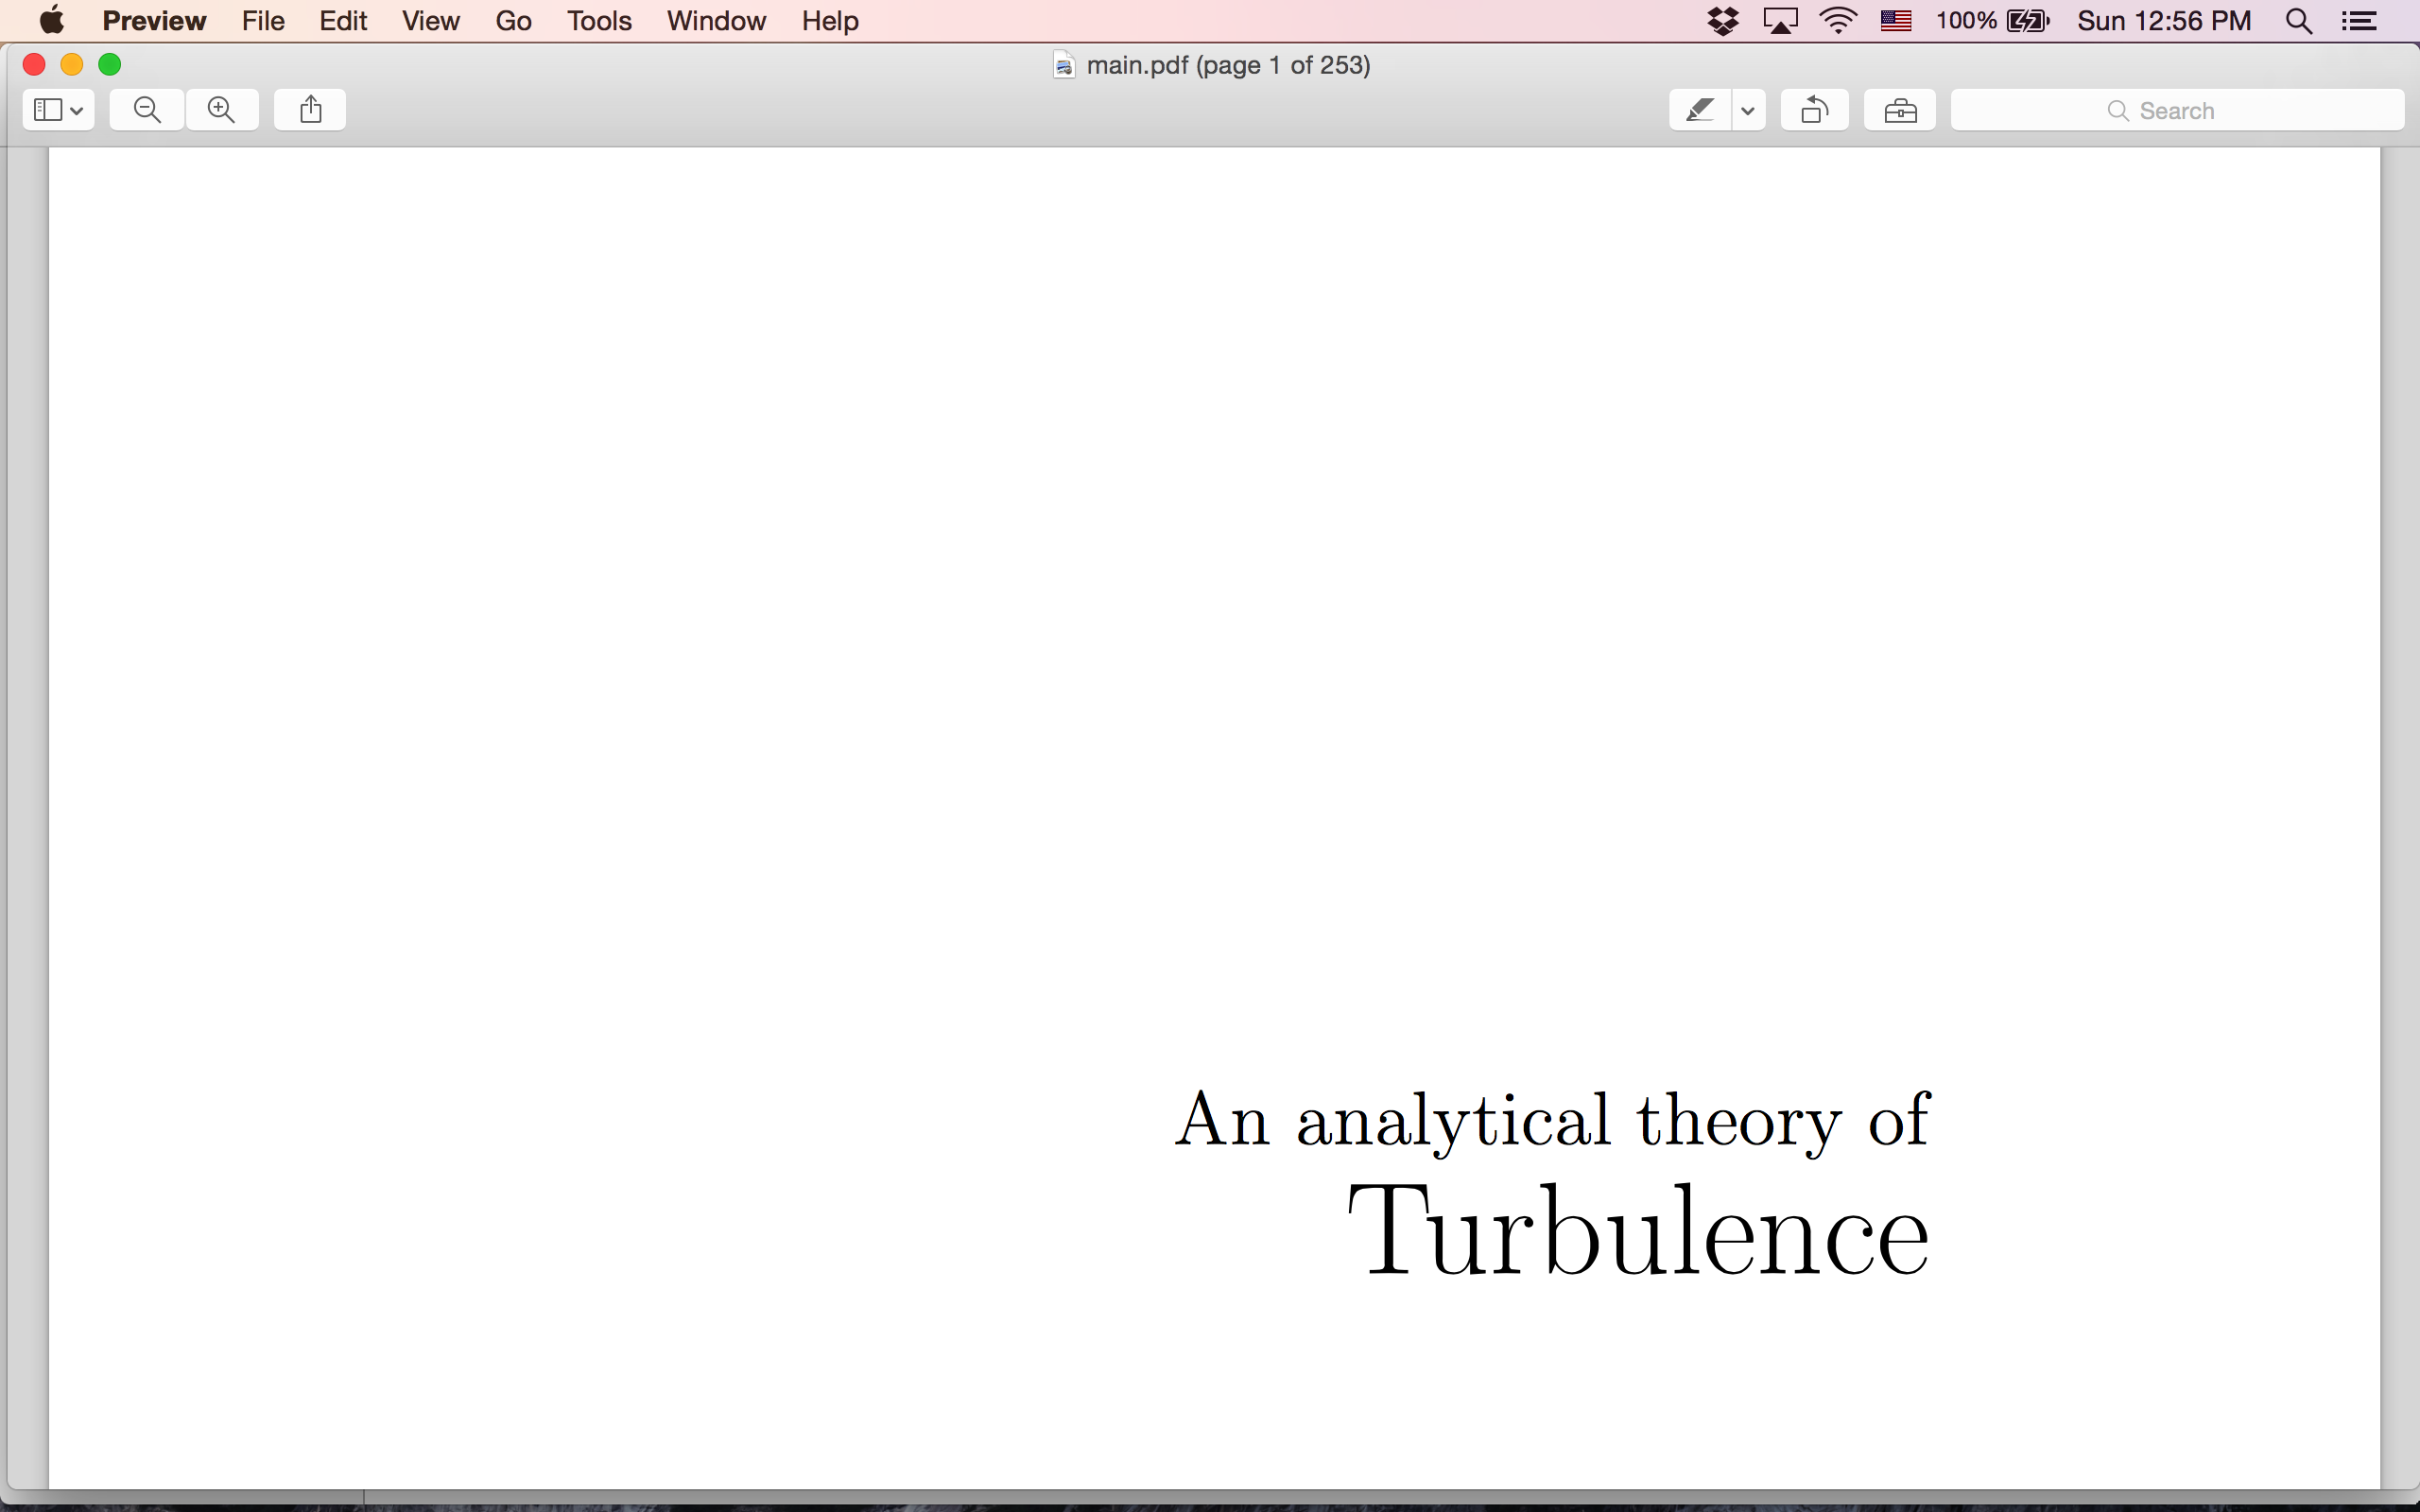 Preview File Edit View Go Tools Window Help 100% Sun 12:56 PM
main.pdf (page 1 of 253)
Search
An analytical theory of
Turbulence